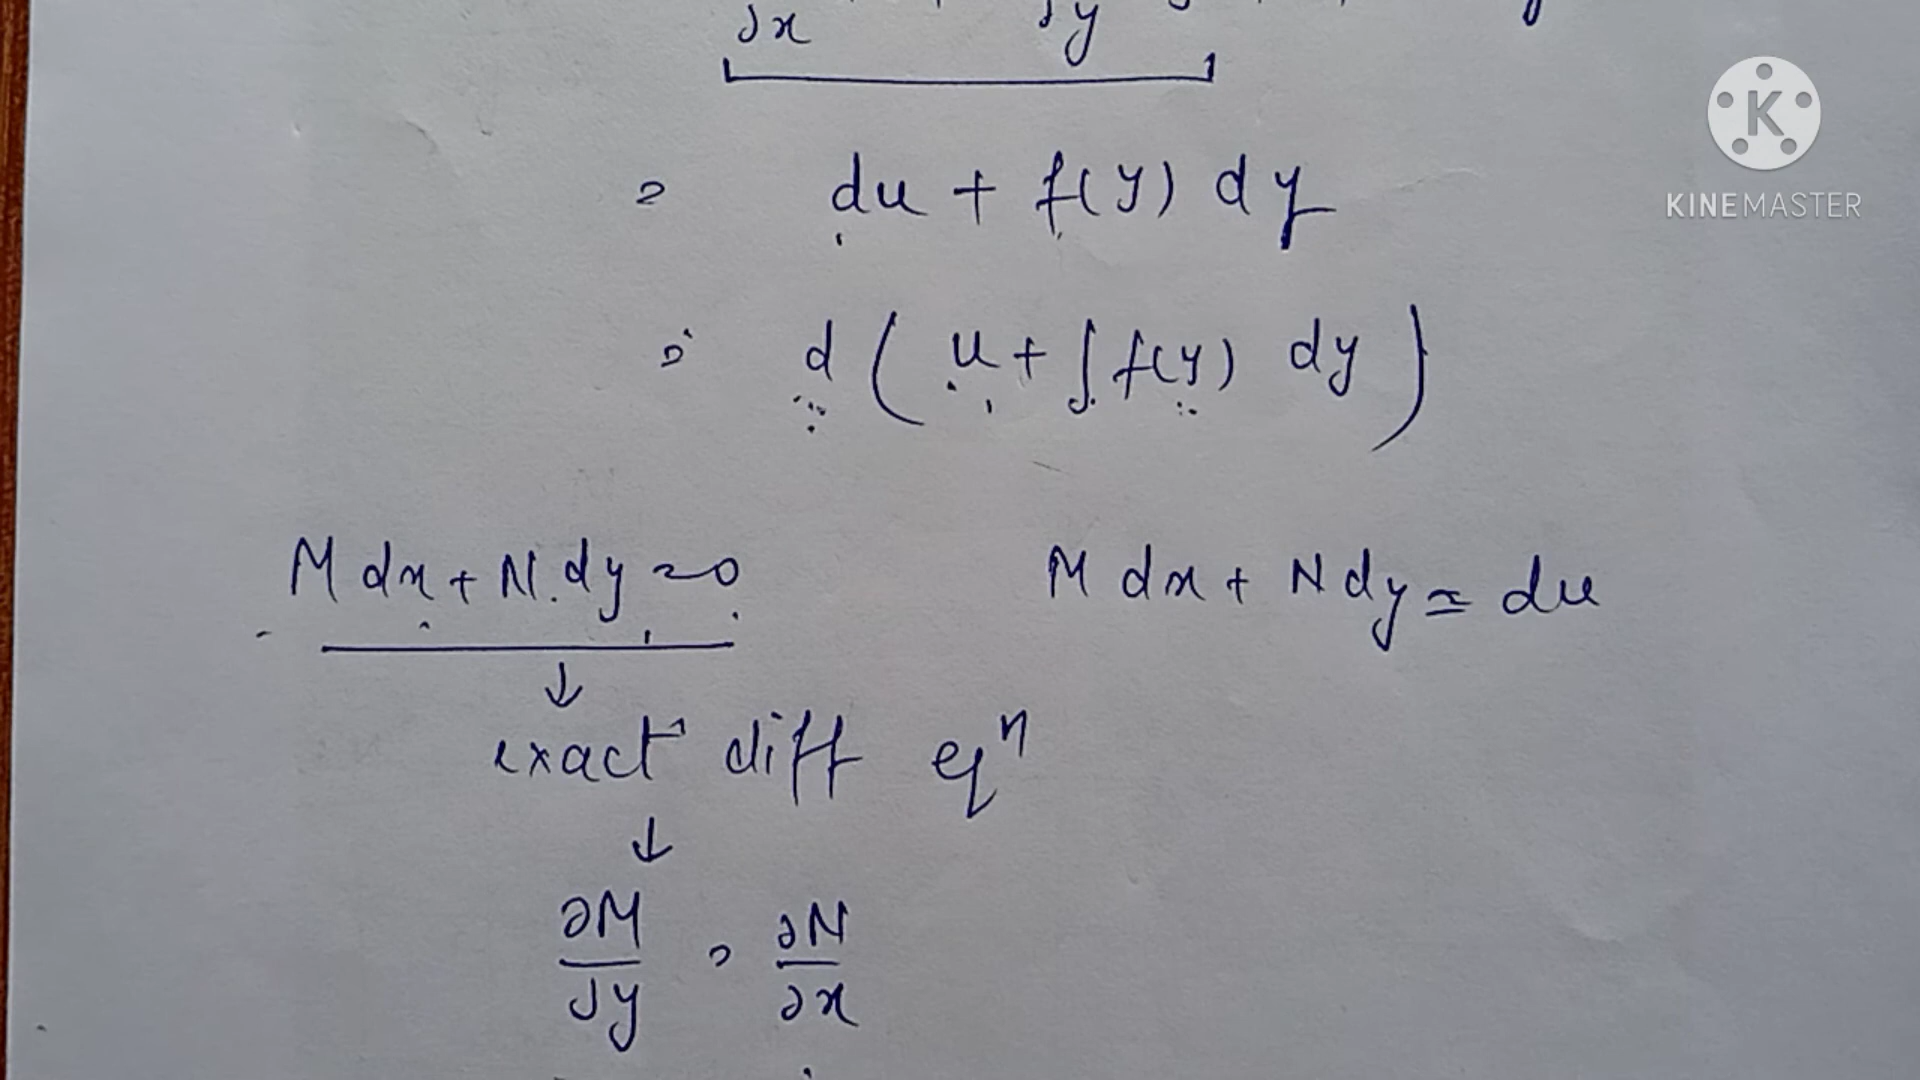 ∂x ∂y
= du + f(y) dy
= d ( u + ∫ f(y) dy )
M dx + N. dy = 0 M dx + N dy = du
↓
exact diff eqⁿ
↓
∂M/∂y = ∂N/∂x
K
KINEMASTER